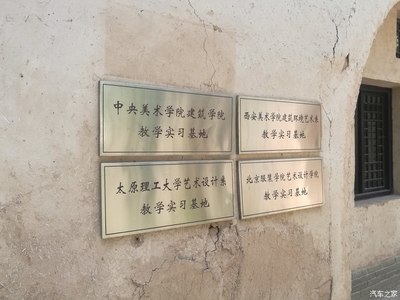 中央美术学院建筑学院
教学实习基地
西安美术学院建筑环境艺术系
教学实习基地
太原理工大学艺术设计系
教学实习基地
北京服装学院艺术设计学院
教学实习基地
汽车之家